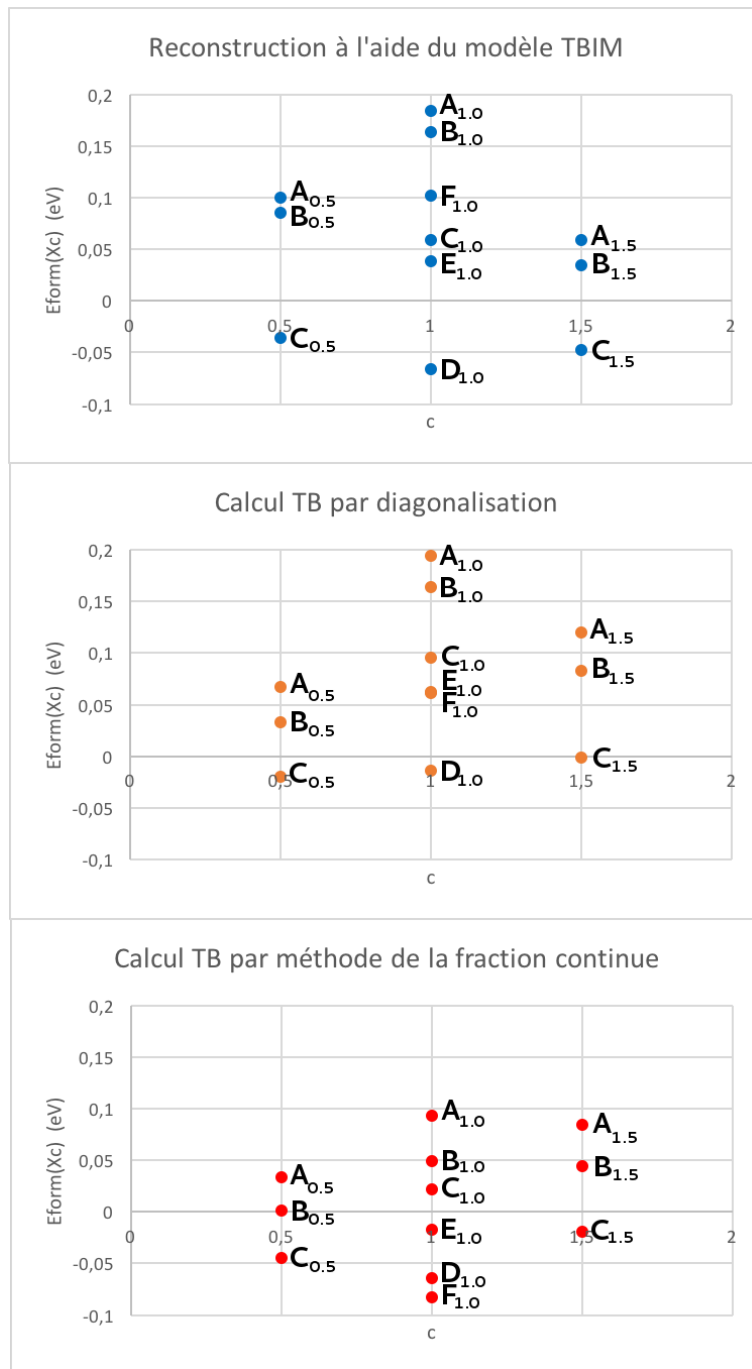 Reconstruction à l'aide du modèle TBIM
0,2
0,15
0,1
0,05
0
-0,05
-0,1
Eform(Xc) (eV)
A1.0
B1.0
A0.5
F1.0
B0.5
C1.0
A1.5
E1.0
B1.5
0 0,5 1 1,5 2
C0.5
C1.5
D1.0
c
Calcul TB par diagonalisation
0,2
0,15
0,1
0,05
0
-0,05
-0,1
Eform(Xc) (eV)
A1.0
B1.0
A1.5
C1.0
B1.5
A0.5
E1.0
F1.0
B0.5
C1.5
C0.5
D1.0
0 0,5 1 1,5 2
c
Calcul TB par méthode de la fraction continue
0,2
0,15
0,1
0,05
0
-0,05
-0,1
Eform(Xc) (eV)
A1.0
A1.5
B1.0
B1.5
A0.5
C1.0
B0.5
E1.0
C1.5
0 0,5 1 1,5 2
C0.5
D1.0
F1.0
c